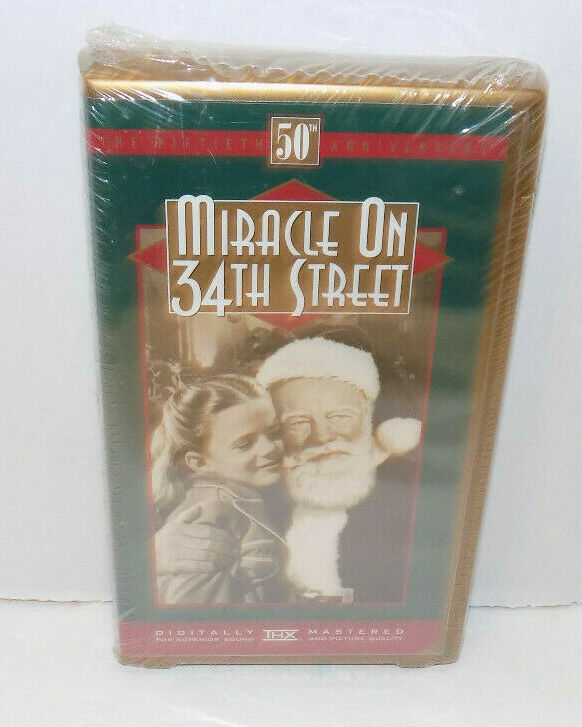 THE FIFTIETH 50TH ANNIVERSARY
MIRACLE ON
34TH STREET
DIGITALLY THX MASTERED
FOR SUPERIOR SOUND AND PICTURE QUALITY